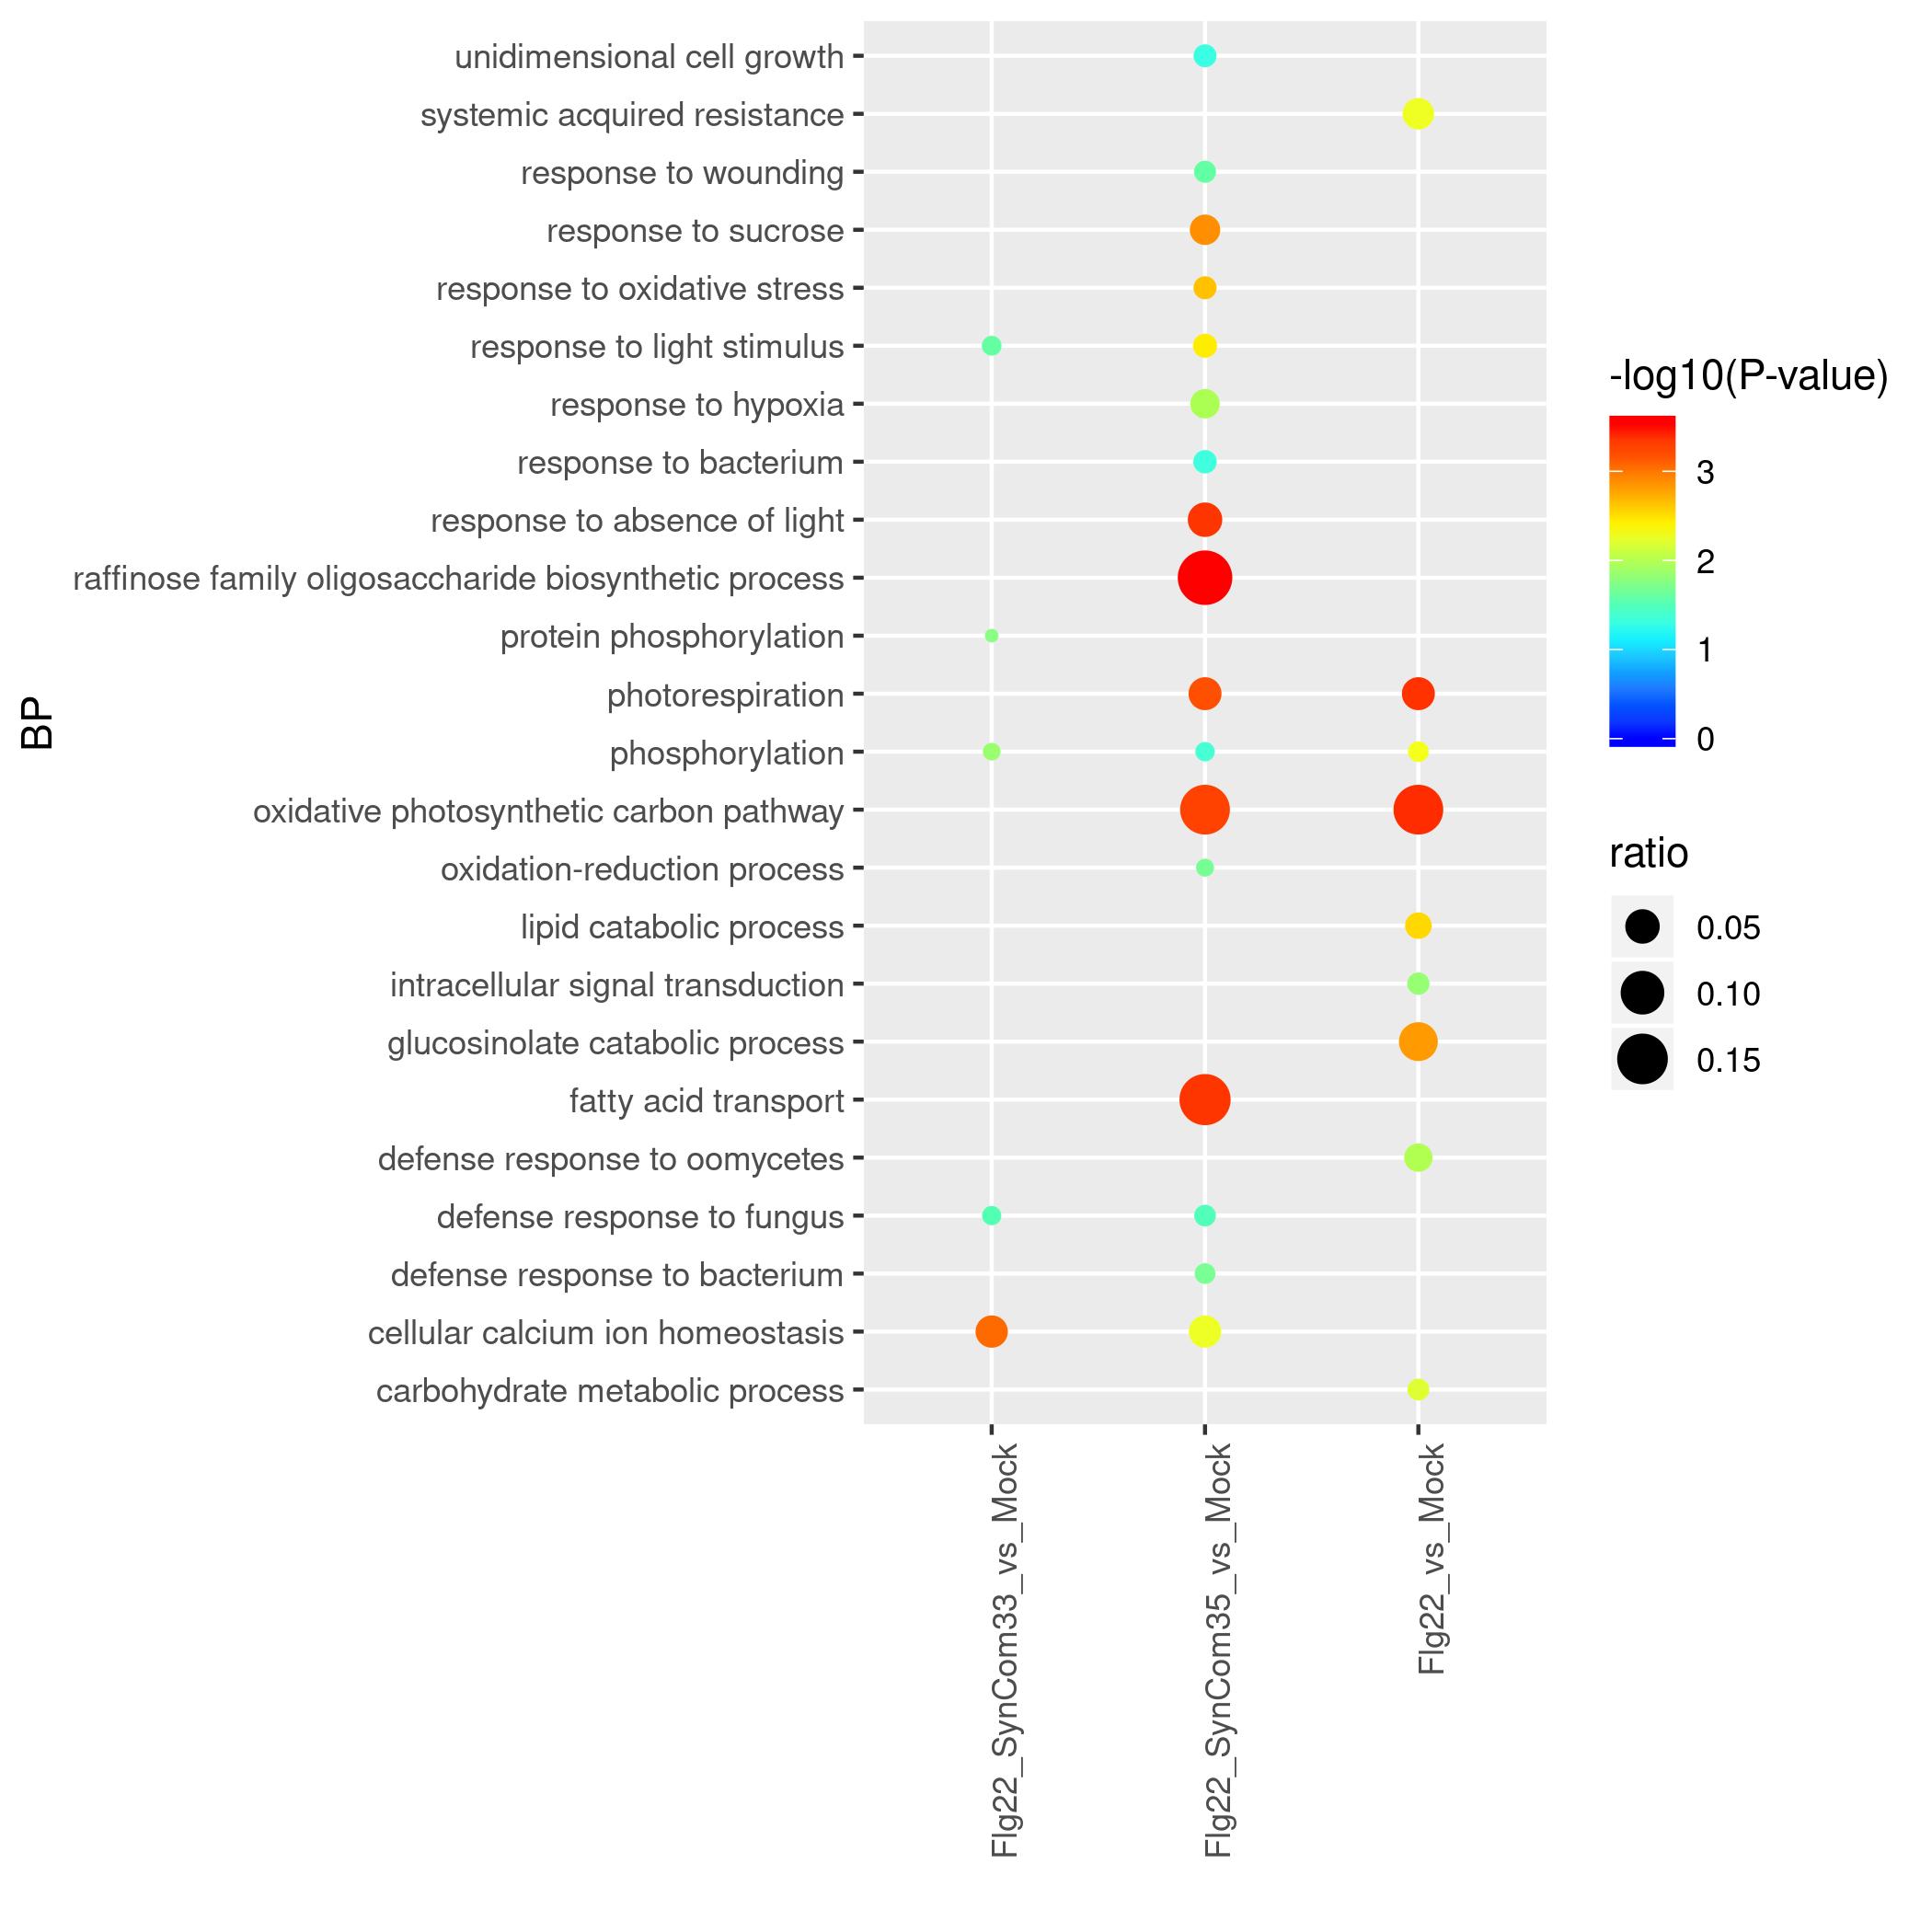 unidimensional cell growth
systemic acquired resistance
response to wounding
response to sucrose
response to oxidative stress
response to light stimulus
response to hypoxia
response to bacterium
response to absence of light
raffinose family oligosaccharide biosynthetic process
protein phosphorylation
photorespiration
phosphorylation
oxidative photosynthetic carbon pathway
oxidation-reduction process
lipid catabolic process
intracellular signal transduction
glucosinolate catabolic process
fatty acid transport
defense response to oomycetes
defense response to fungus
defense response to bacterium
cellular calcium ion homeostasis
carbohydrate metabolic process
BP
Flg22_SynCom33_vs_Mock
Flg22_SynCom35_vs_Mock
Flg22_vs_Mock
-log10(P-value)
3
2
1
0
ratio
0.05
0.10
0.15